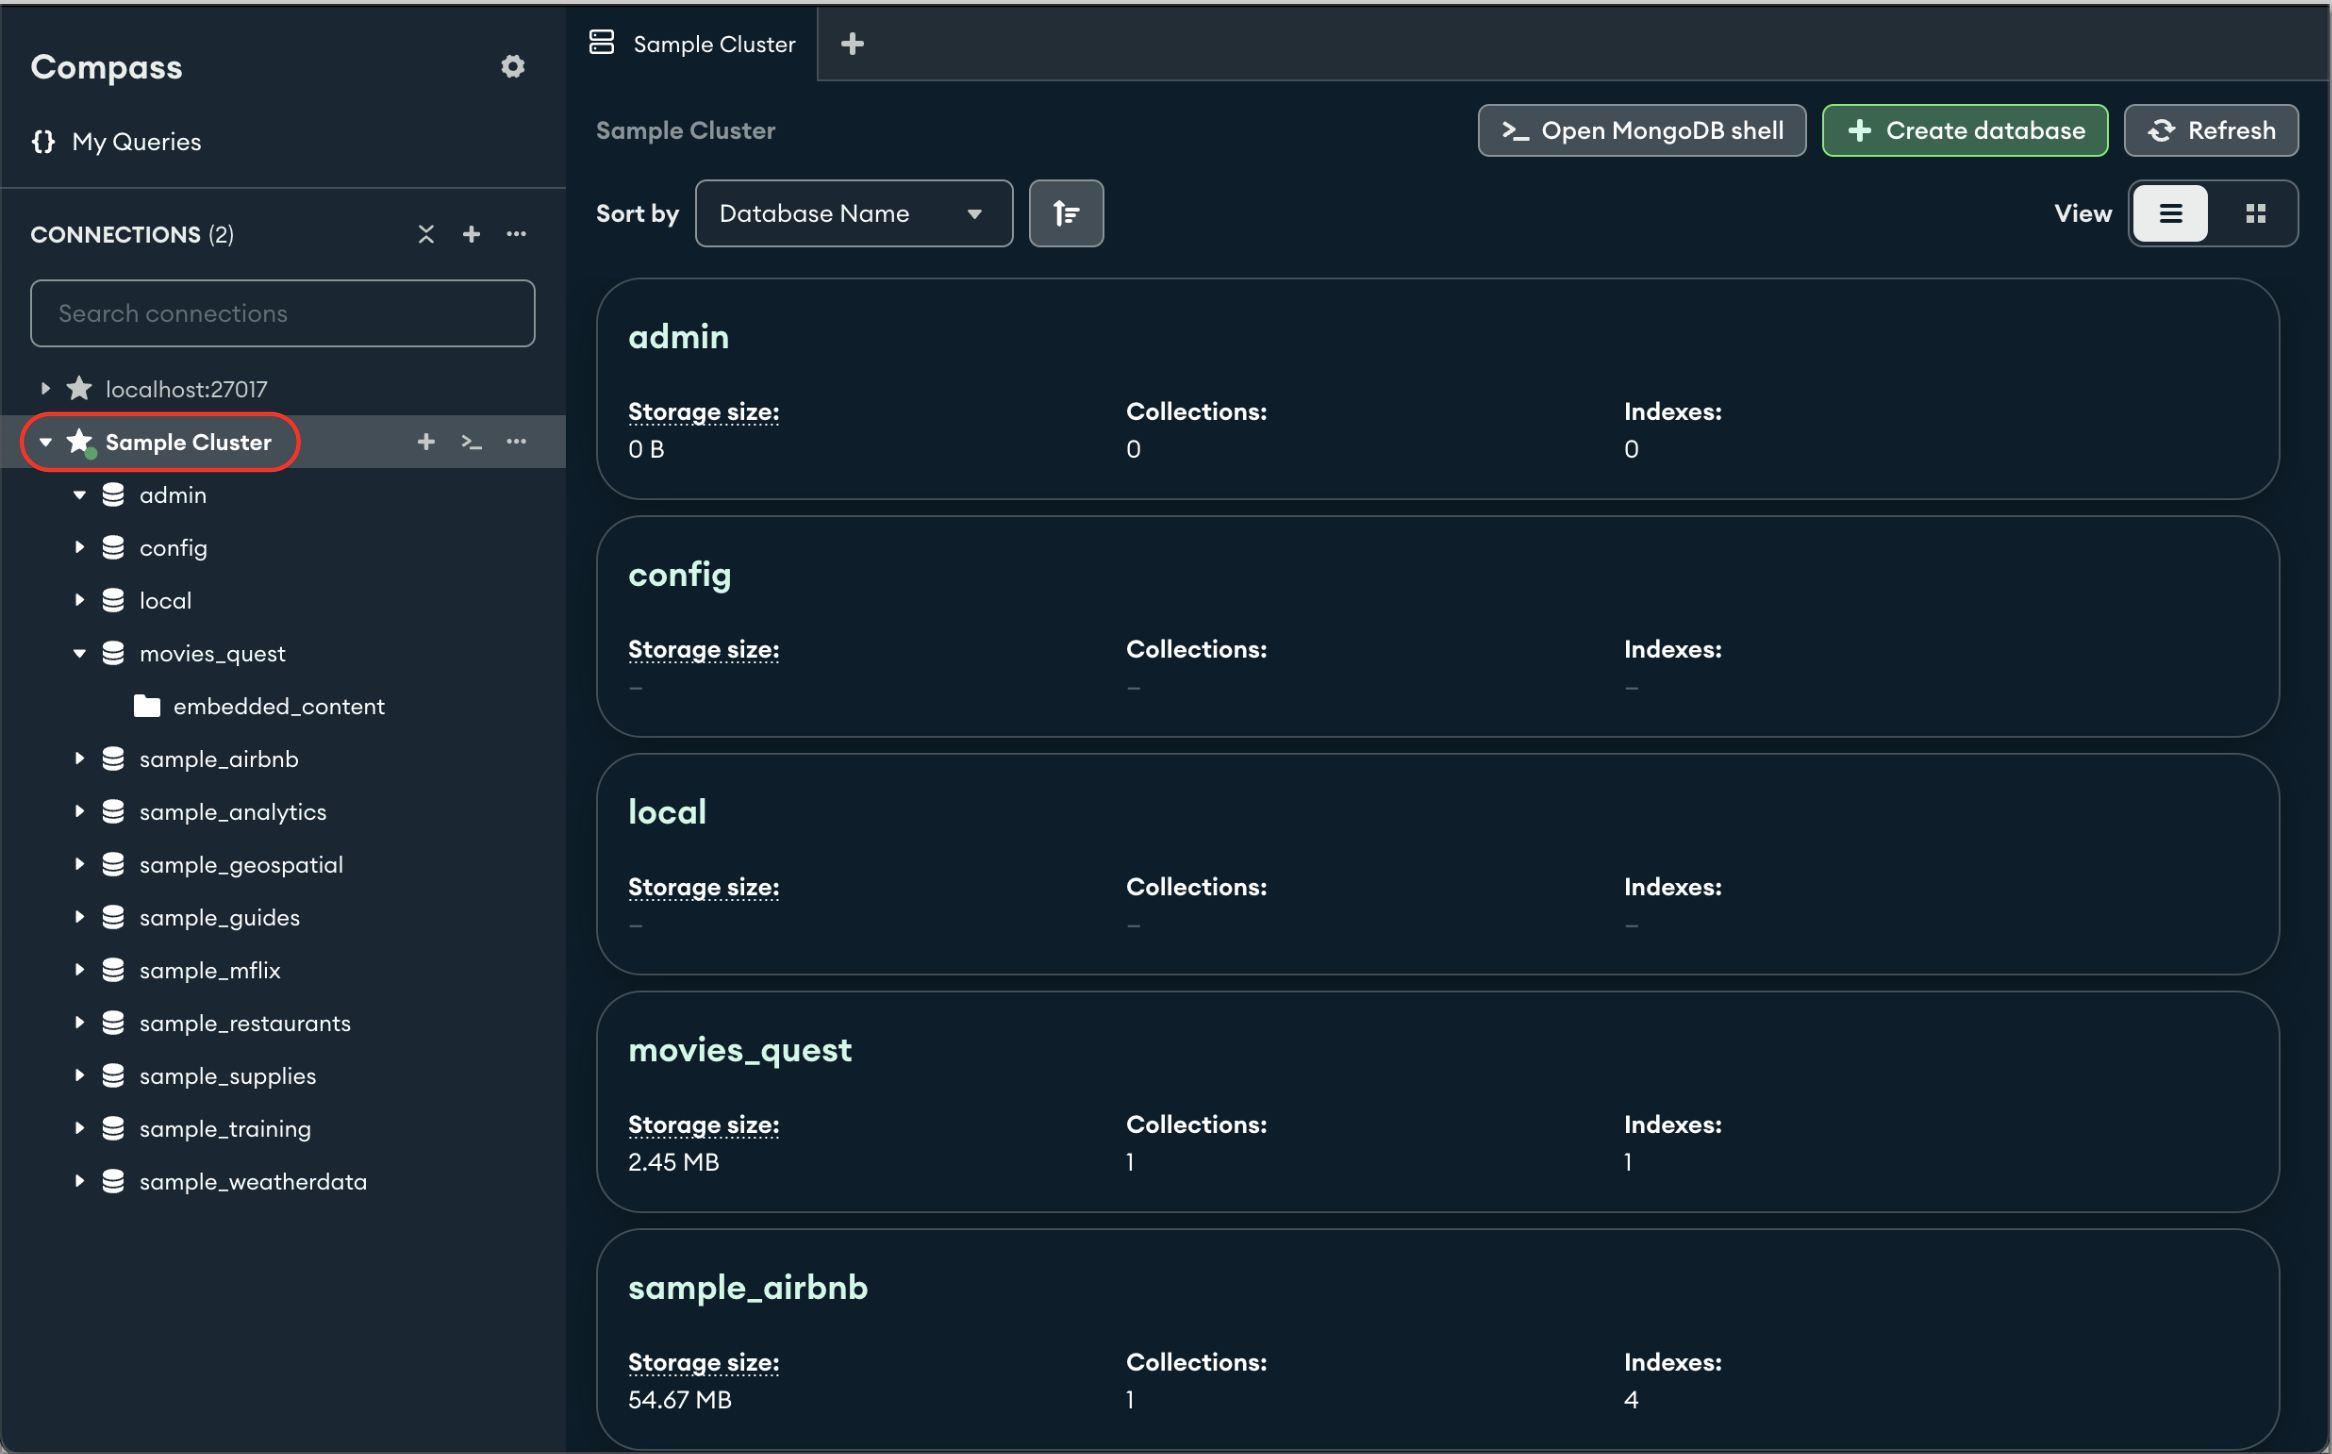 Compass
My Queries
CONNECTIONS (2)
Search connections
localhost:27017
Sample Cluster
admin
config
local
movies_quest
embedded_content
sample_airbnb
sample_analytics
sample_geospatial
sample_guides
sample_mflix
sample_restaurants
sample_supplies
sample_training
sample_weatherdata
Sample Cluster
Sample Cluster
Open MongoDB shell
Create database
Refresh
Sort by
Database Name
View
admin
Storage size: Collections: Indexes:
0 B 0 0
config
Storage size: Collections: Indexes:
– – –
local
Storage size: Collections: Indexes:
– – –
movies_quest
Storage size: Collections: Indexes:
2.45 MB 1 1
sample_airbnb
Storage size: Collections: Indexes:
54.67 MB 1 4